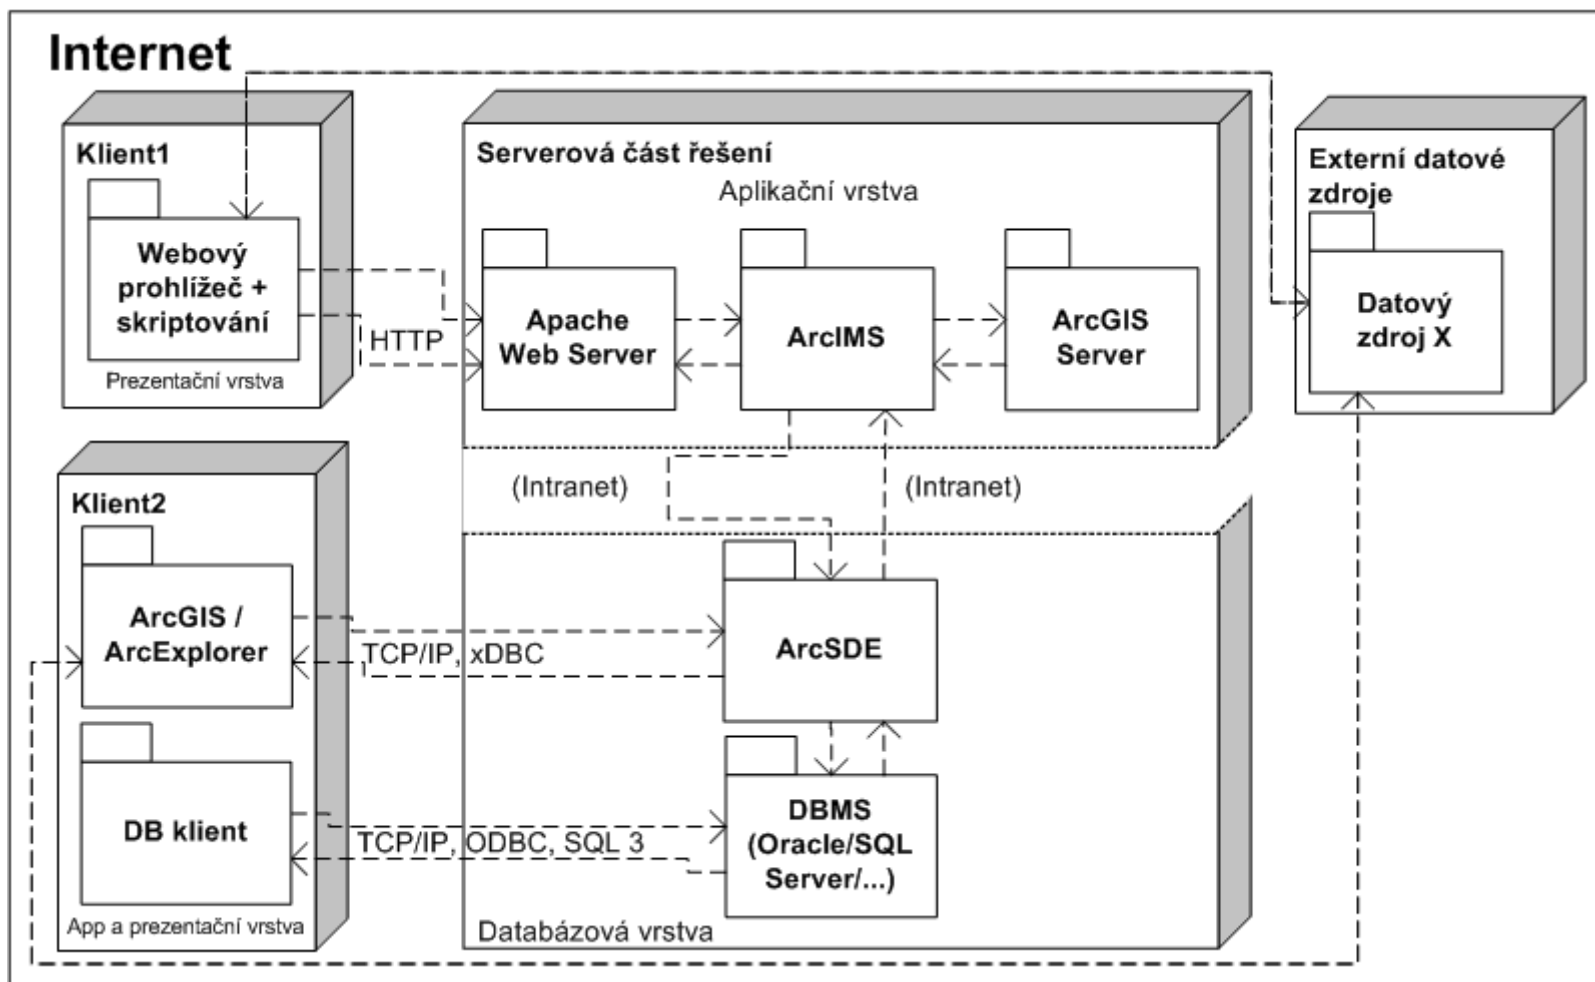 Internet
Klient1
Webový
prohlížeč +
skriptování
Prezentační vrstva
HTTP
Serverová část řešení
Aplikační vrstva
Apache
Web Server
ArcIMS
ArcGIS
Server
Externí datové
zdroje
Datový
zdroj X
(Intranet)
(Intranet)
Klient2
ArcGIS /
ArcExplorer
TCP/IP, xDBC
ArcSDE
DB klient
TCP/IP, ODBC, SQL 3
DBMS
(Oracle/SQL
Server/...)
App a prezentační vrstva
Databázová vrstva